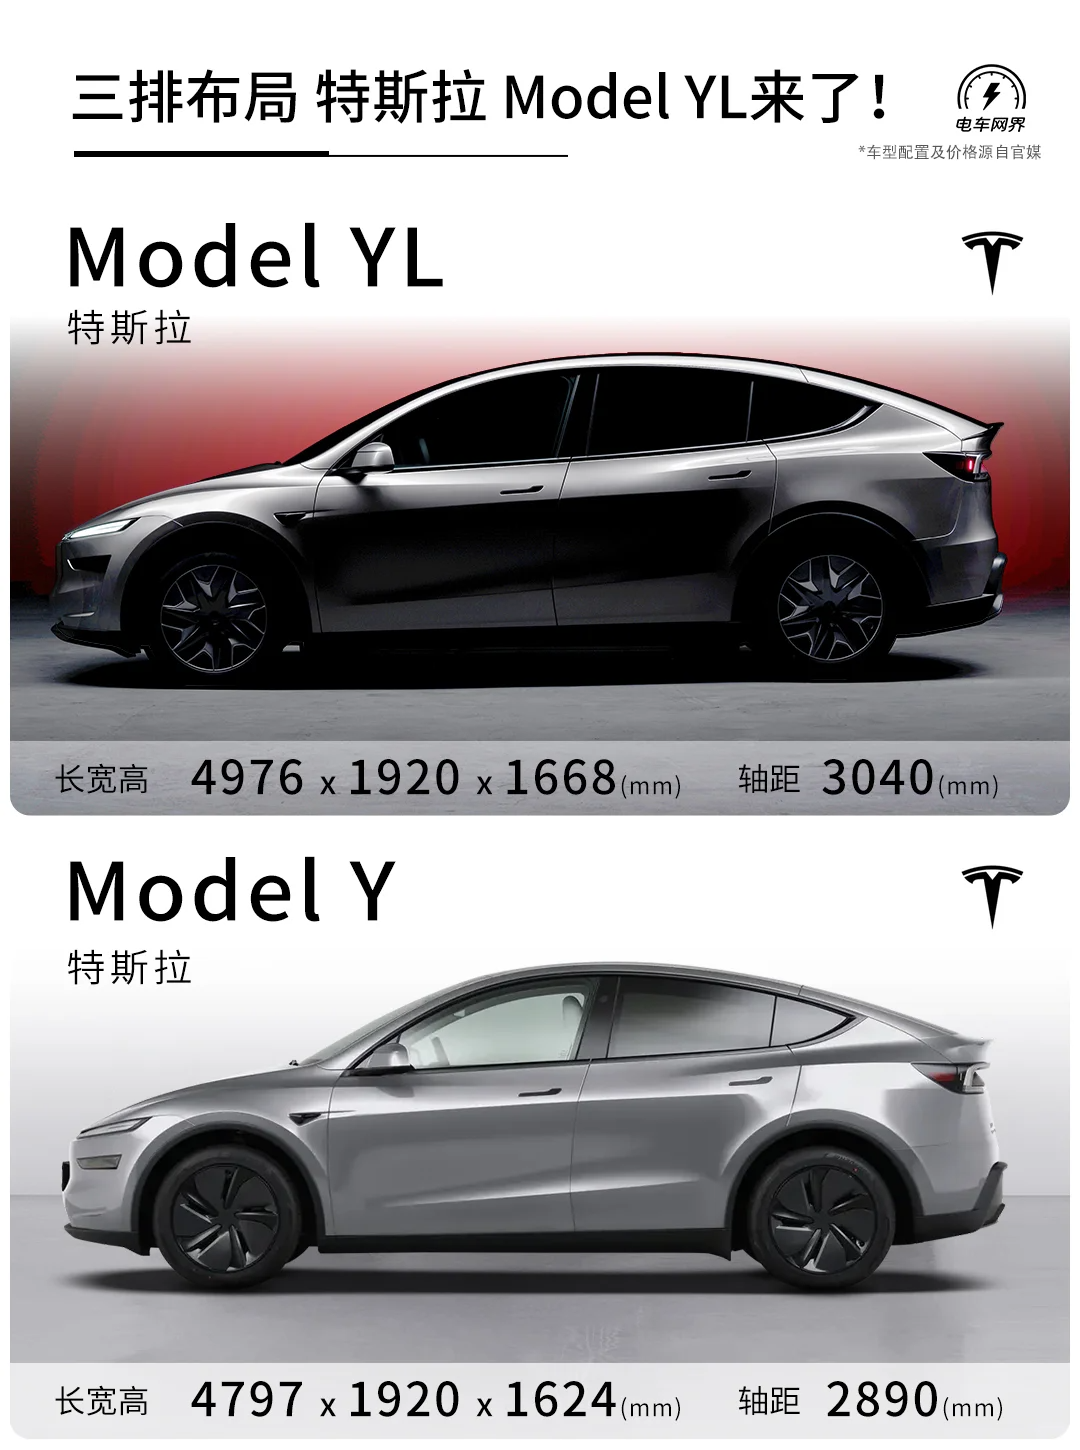 三排布局 特斯拉 Model YL来了！
电车网界
*车型配置及价格源自官媒
Model YL
特斯拉
长宽高 4976 x 1920 x 1668(mm) 轴距 3040(mm)
Model Y
特斯拉
长宽高 4797 x 1920 x 1624(mm) 轴距 2890(mm)